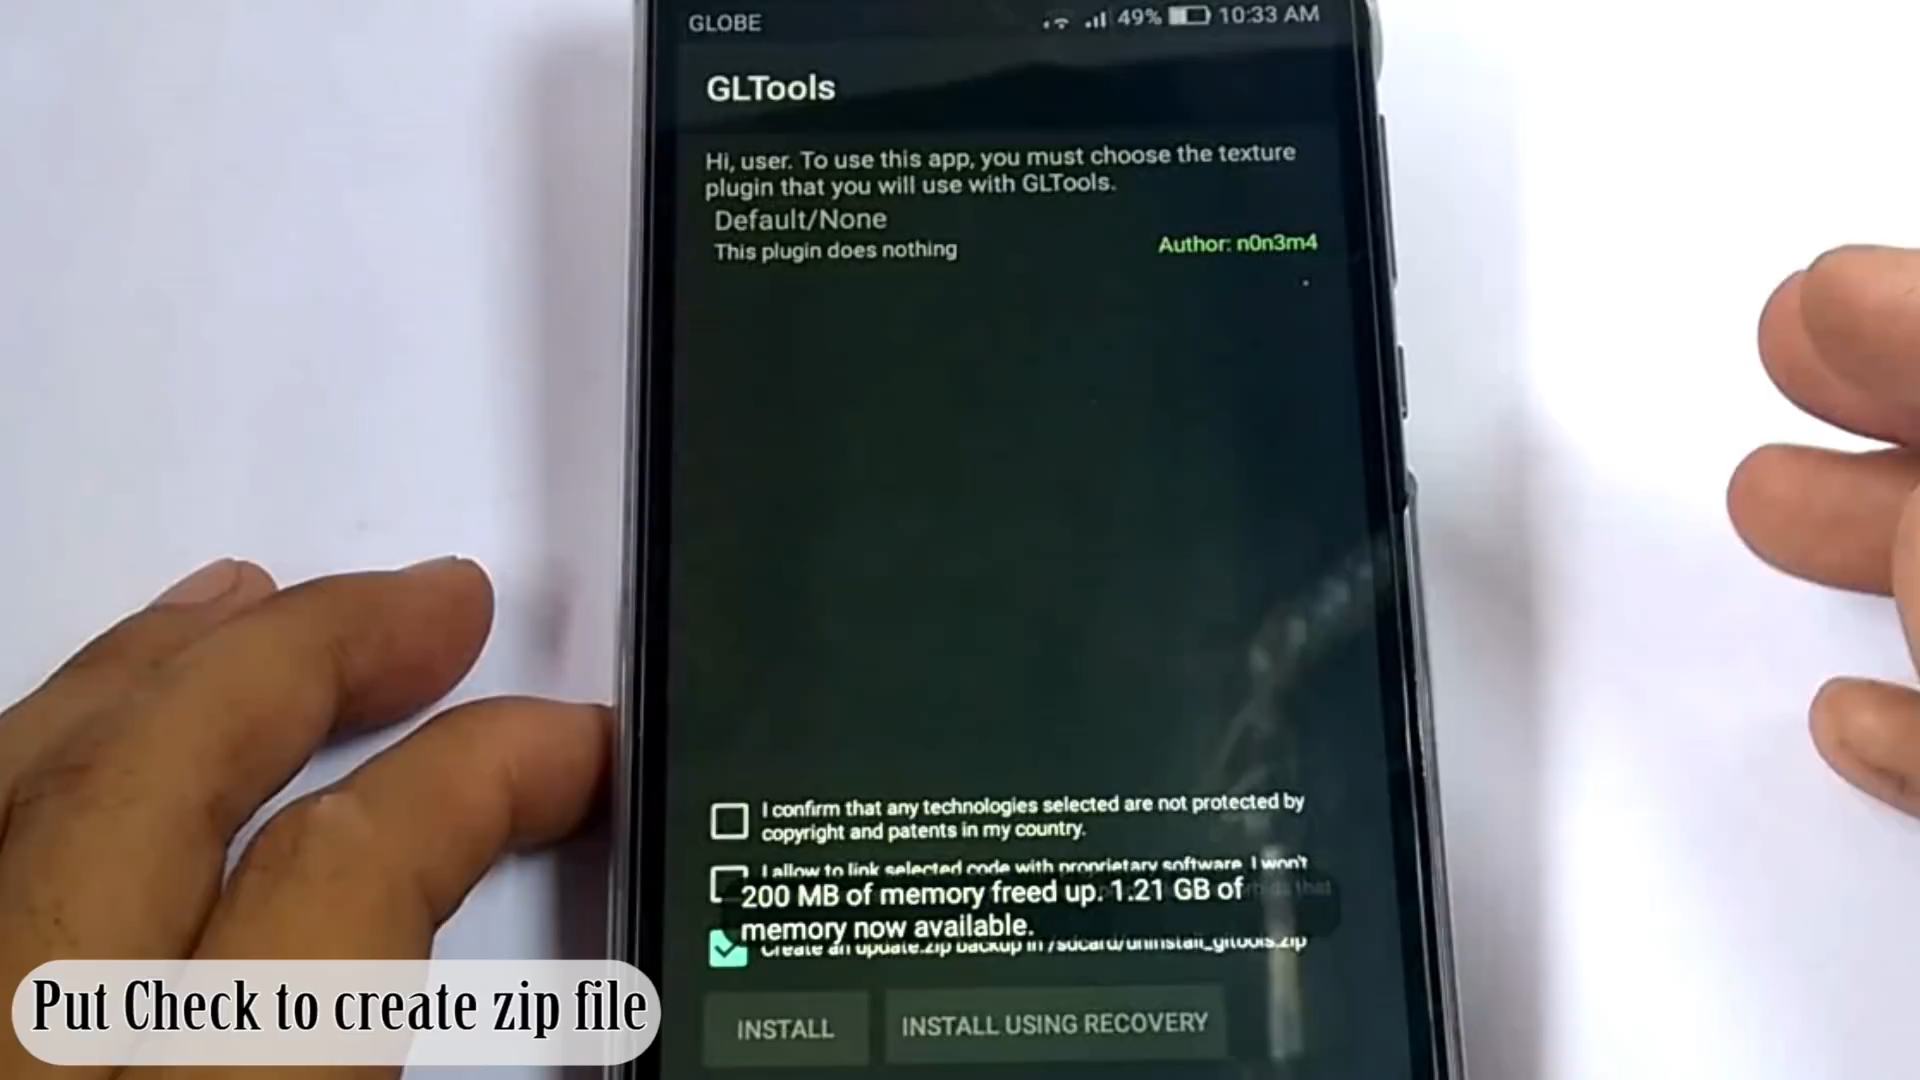 GLOBE 49% 10:33 AM
GLTools
Hi, user. To use this app, you must choose the texture
plugin that you will use with GLTools.
Default/None
This plugin does nothing
Author: n0n3m4
I confirm that any technologies selected are not protected by
copyright and patents in my country.
I allow to link selected code with proprietary software. I won't
that
200 MB of memory freed up. 1.21 GB of
memory now available.
Create an update.zip backup in /sdcard/uninstall_gltools.zip
INSTALL
INSTALL USING RECOVERY
Put Check to create zip file